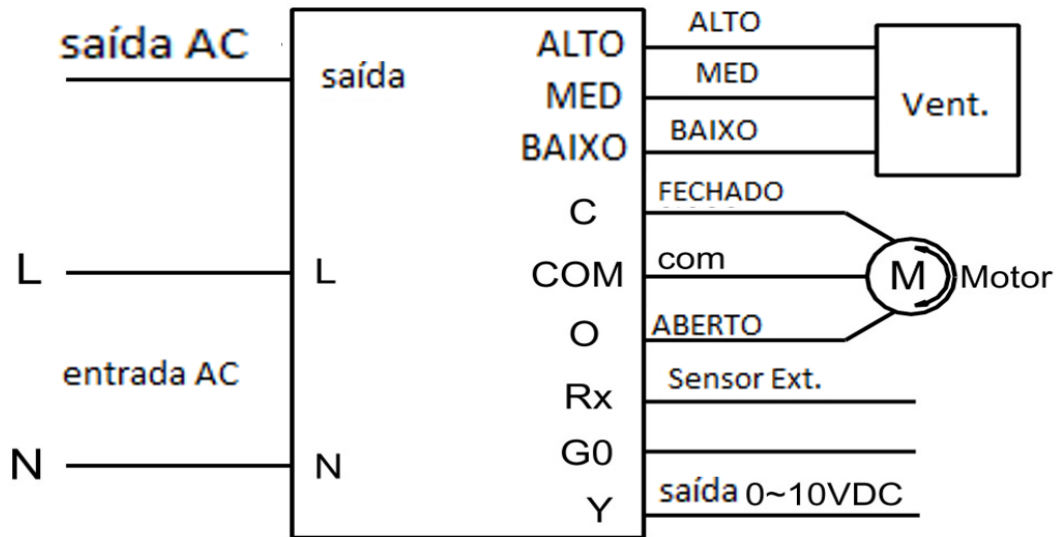 saída AC
saída
L
L
entrada AC
N
N
ALTO
MED
BAIXO
C
COM
O
Rx
G0
Y
ALTO
MED
BAIXO
FECHADO
com
ABERTO
Sensor Ext.
saída 0~10VDC
Vent.
M
Motor